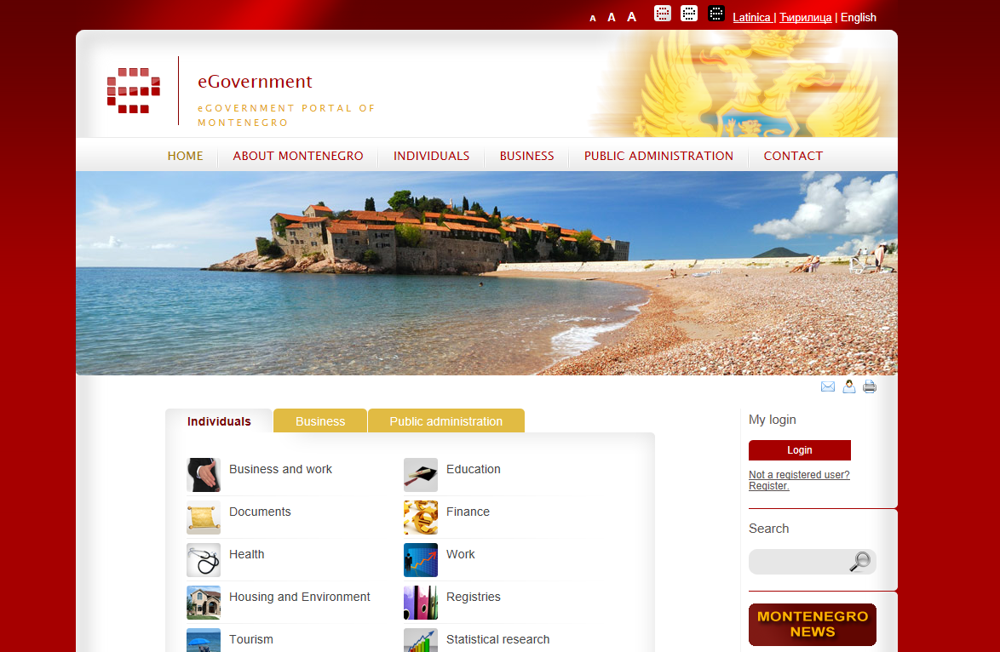 A A A Latinica | Ћирилица | English
eGovernment
eGOVERNMENT PORTAL OF
MONTENEGRO
HOME ABOUT MONTENEGRO INDIVIDUALS BUSINESS PUBLIC ADMINISTRATION CONTACT
Individuals Business Public administration
Business and work Education
Documents Finance
Health Work
Housing and Environment Registries
Tourism Statistical research
My login
Login
Not a registered user?
Register.
Search
MONTENEGRO
NEWS